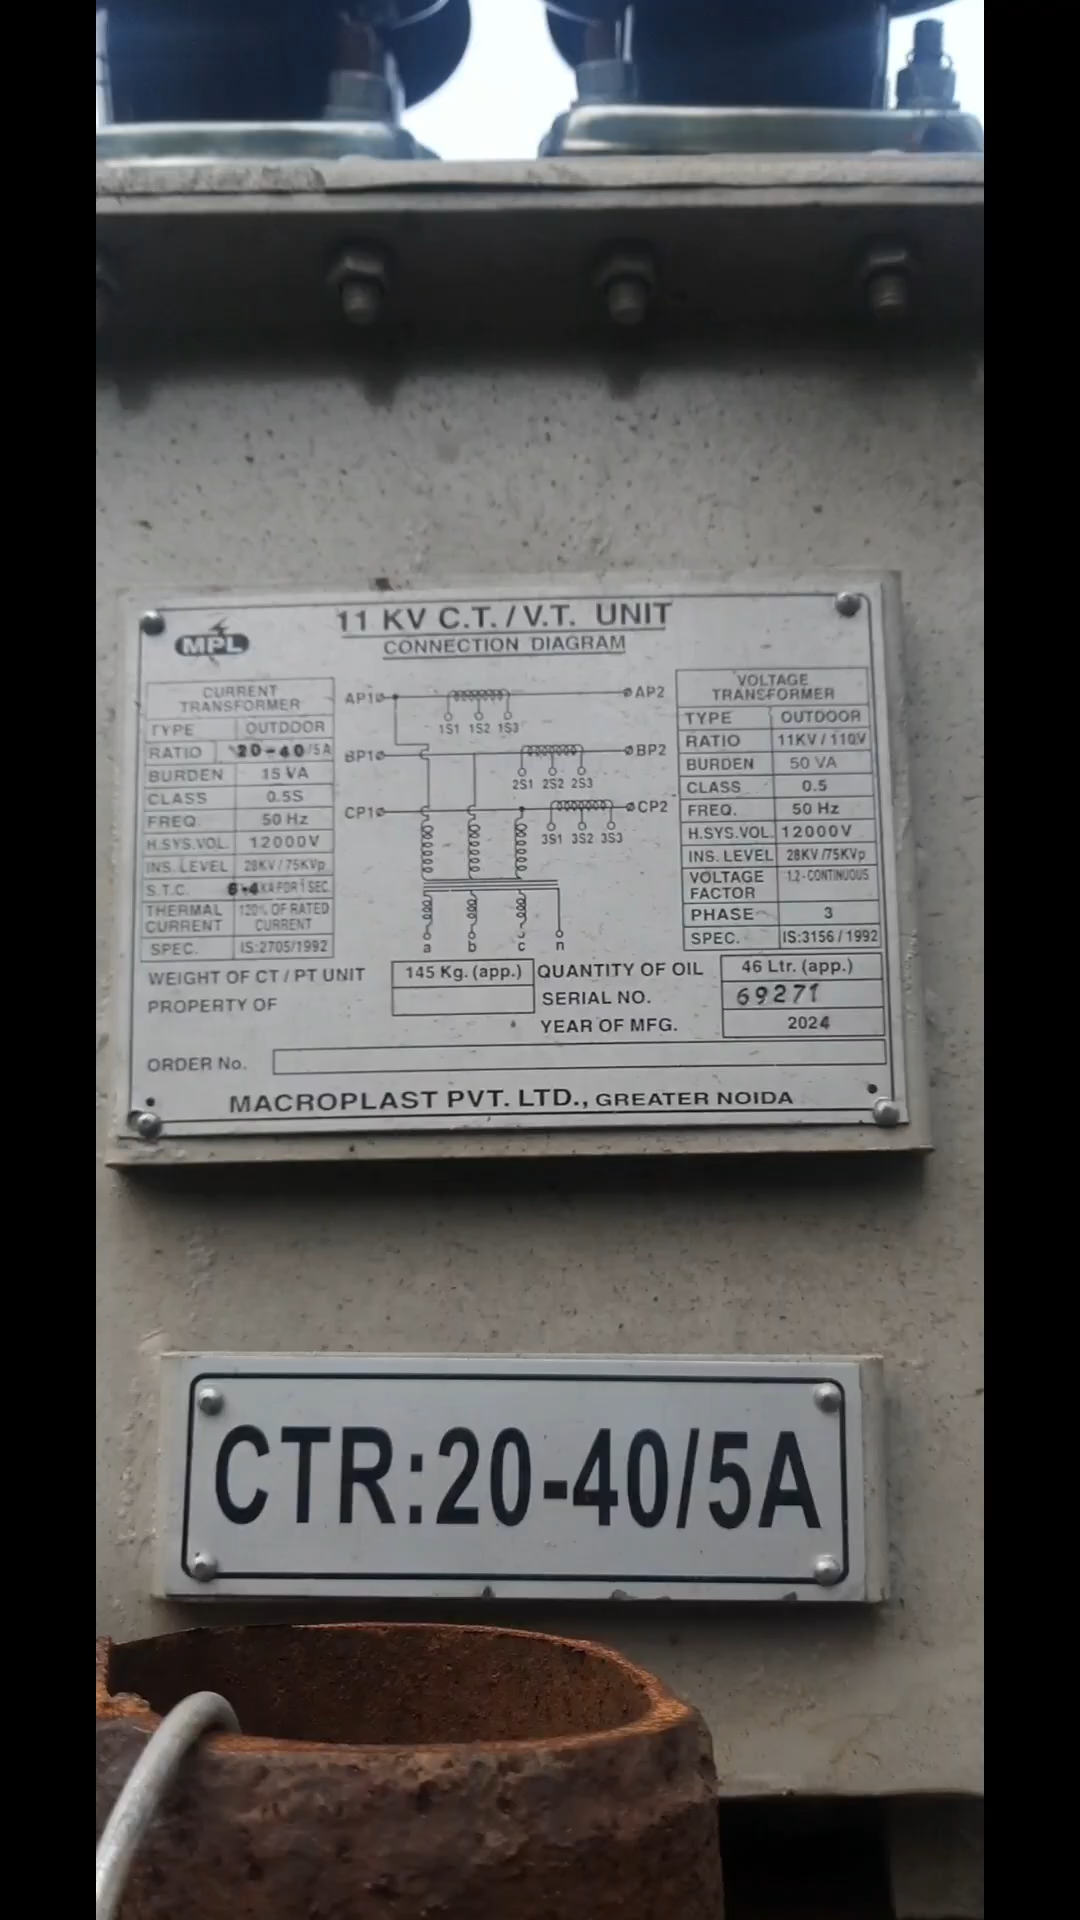 MPL
11 KV C.T. / V.T. UNIT
CONNECTION DIAGRAM
CURRENT
TRANSFORMER
TYPE OUTDOOR
RATIO 20-40/5A
BURDEN 15 VA
CLASS 0.5S
FREQ. 50 Hz
H.SYS.VOL. 12000V
INS. LEVEL 28KV/75KVp
S.T.C. 6.4 KA FOR 1 SEC.
THERMAL CURRENT 120% OF RATED CURRENT
SPEC. IS:2705/1992
AP1 AP2
1S1 1S2 1S3
BP1 BP2
2S1 2S2 2S3
CP1 CP2
3S1 3S2 3S3
a b c n
VOLTAGE
TRANSFORMER
TYPE OUTDOOR
RATIO 11KV / 110V
BURDEN 50 VA
CLASS 0.5
FREQ. 50 Hz
H.SYS.VOL. 12000V
INS. LEVEL 28KV/75KVp
VOLTAGE FACTOR 1.2-CONTINUOUS
PHASE 3
SPEC. IS:3156/1992
WEIGHT OF CT / PT UNIT 145 Kg. (app.) QUANTITY OF OIL 46 Ltr. (app.)
PROPERTY OF SERIAL NO. 69271
YEAR OF MFG. 2024
ORDER No.
MACROPLAST PVT. LTD., GREATER NOIDA
CTR:20-40/5A